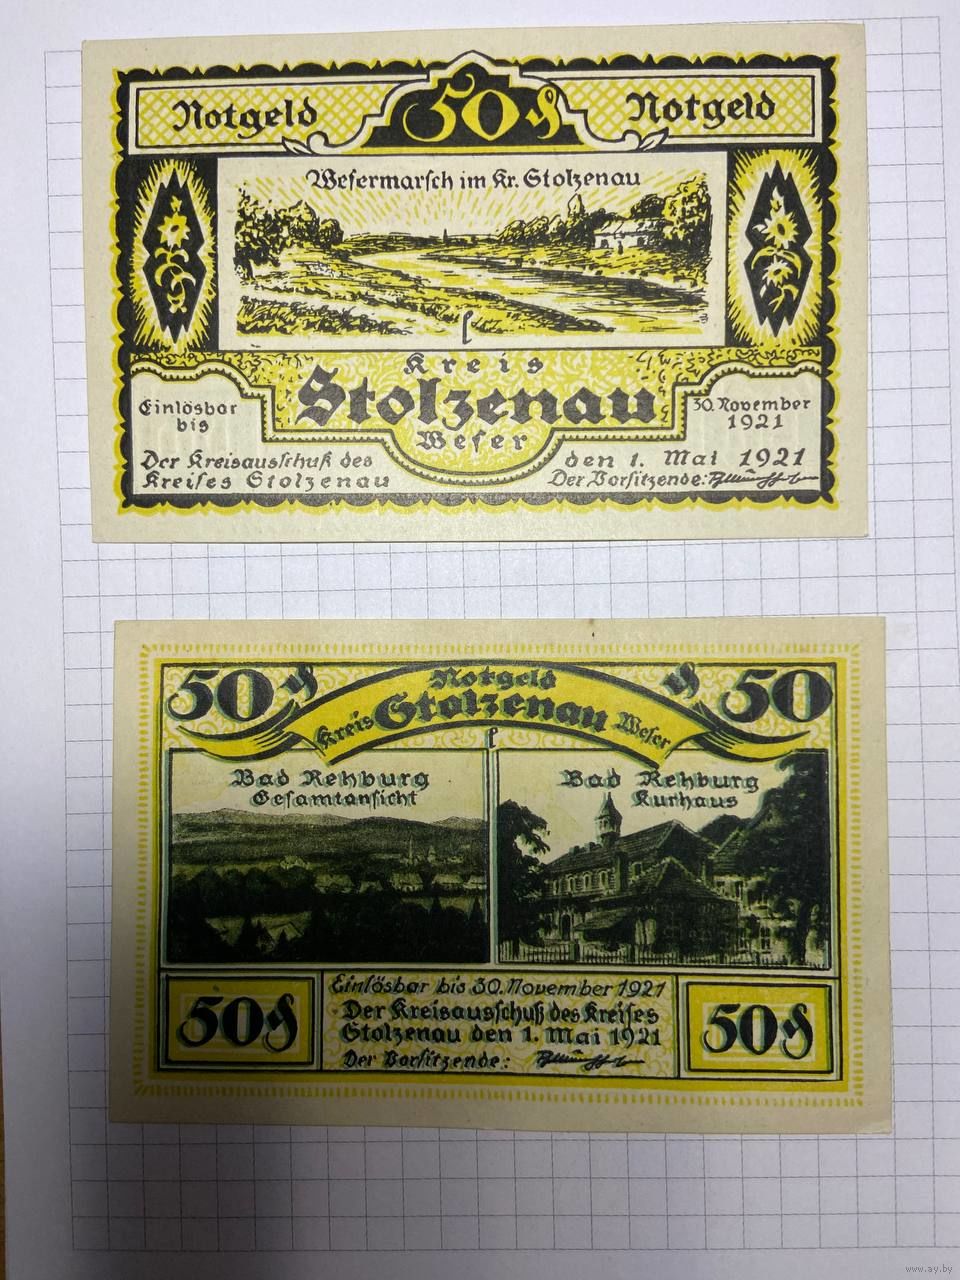 Notgeld 50₰ Notgeld
Wesermarsch im Kr. Stolzenau
Kreis
Stolzenau
Weser
Einlösbar
bis
30. November
1921
Der Kreisausschuß des
Kreises Stolzenau
den 1. Mai 1921
Der Vorsitzende:
50₰
Notgeld
Kreis Stolzenau Weser
₰ 50
Bad Rehburg
Gesamtansicht
Bad Rehburg
Kurhaus
50₰
Einlösbar bis 30. November 1921
Der Kreisausschuß des Kreises
Stolzenau den 1. Mai 1921
Der Vorsitzende:
50₰
www.ay.by